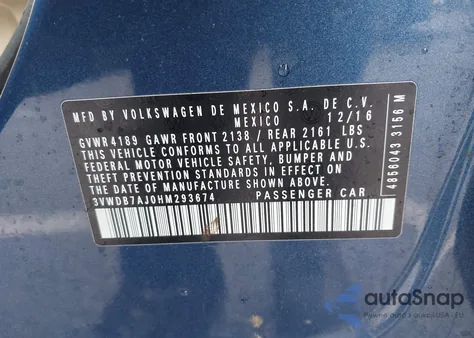 MFD BY VOLKSWAGEN DE MEXICO S.A. DE C.V.
MEXICO 12/16
GVWR4189 GAWR FRONT 2138 / REAR 2161 LBS
THIS VEHICLE CONFORMS TO ALL APPLICABLE
FEDERAL MOTOR VEHICLE SAFETY, BUMPER AND
THEFT PREVENTION STANDARDS IN EFFECT ON
THE DATE OF MANUFACTURE SHOWN ABOVE.
3VWDB7AJ0HM293674 PASSENGER CAR
4868043 3156 M
autoSnap